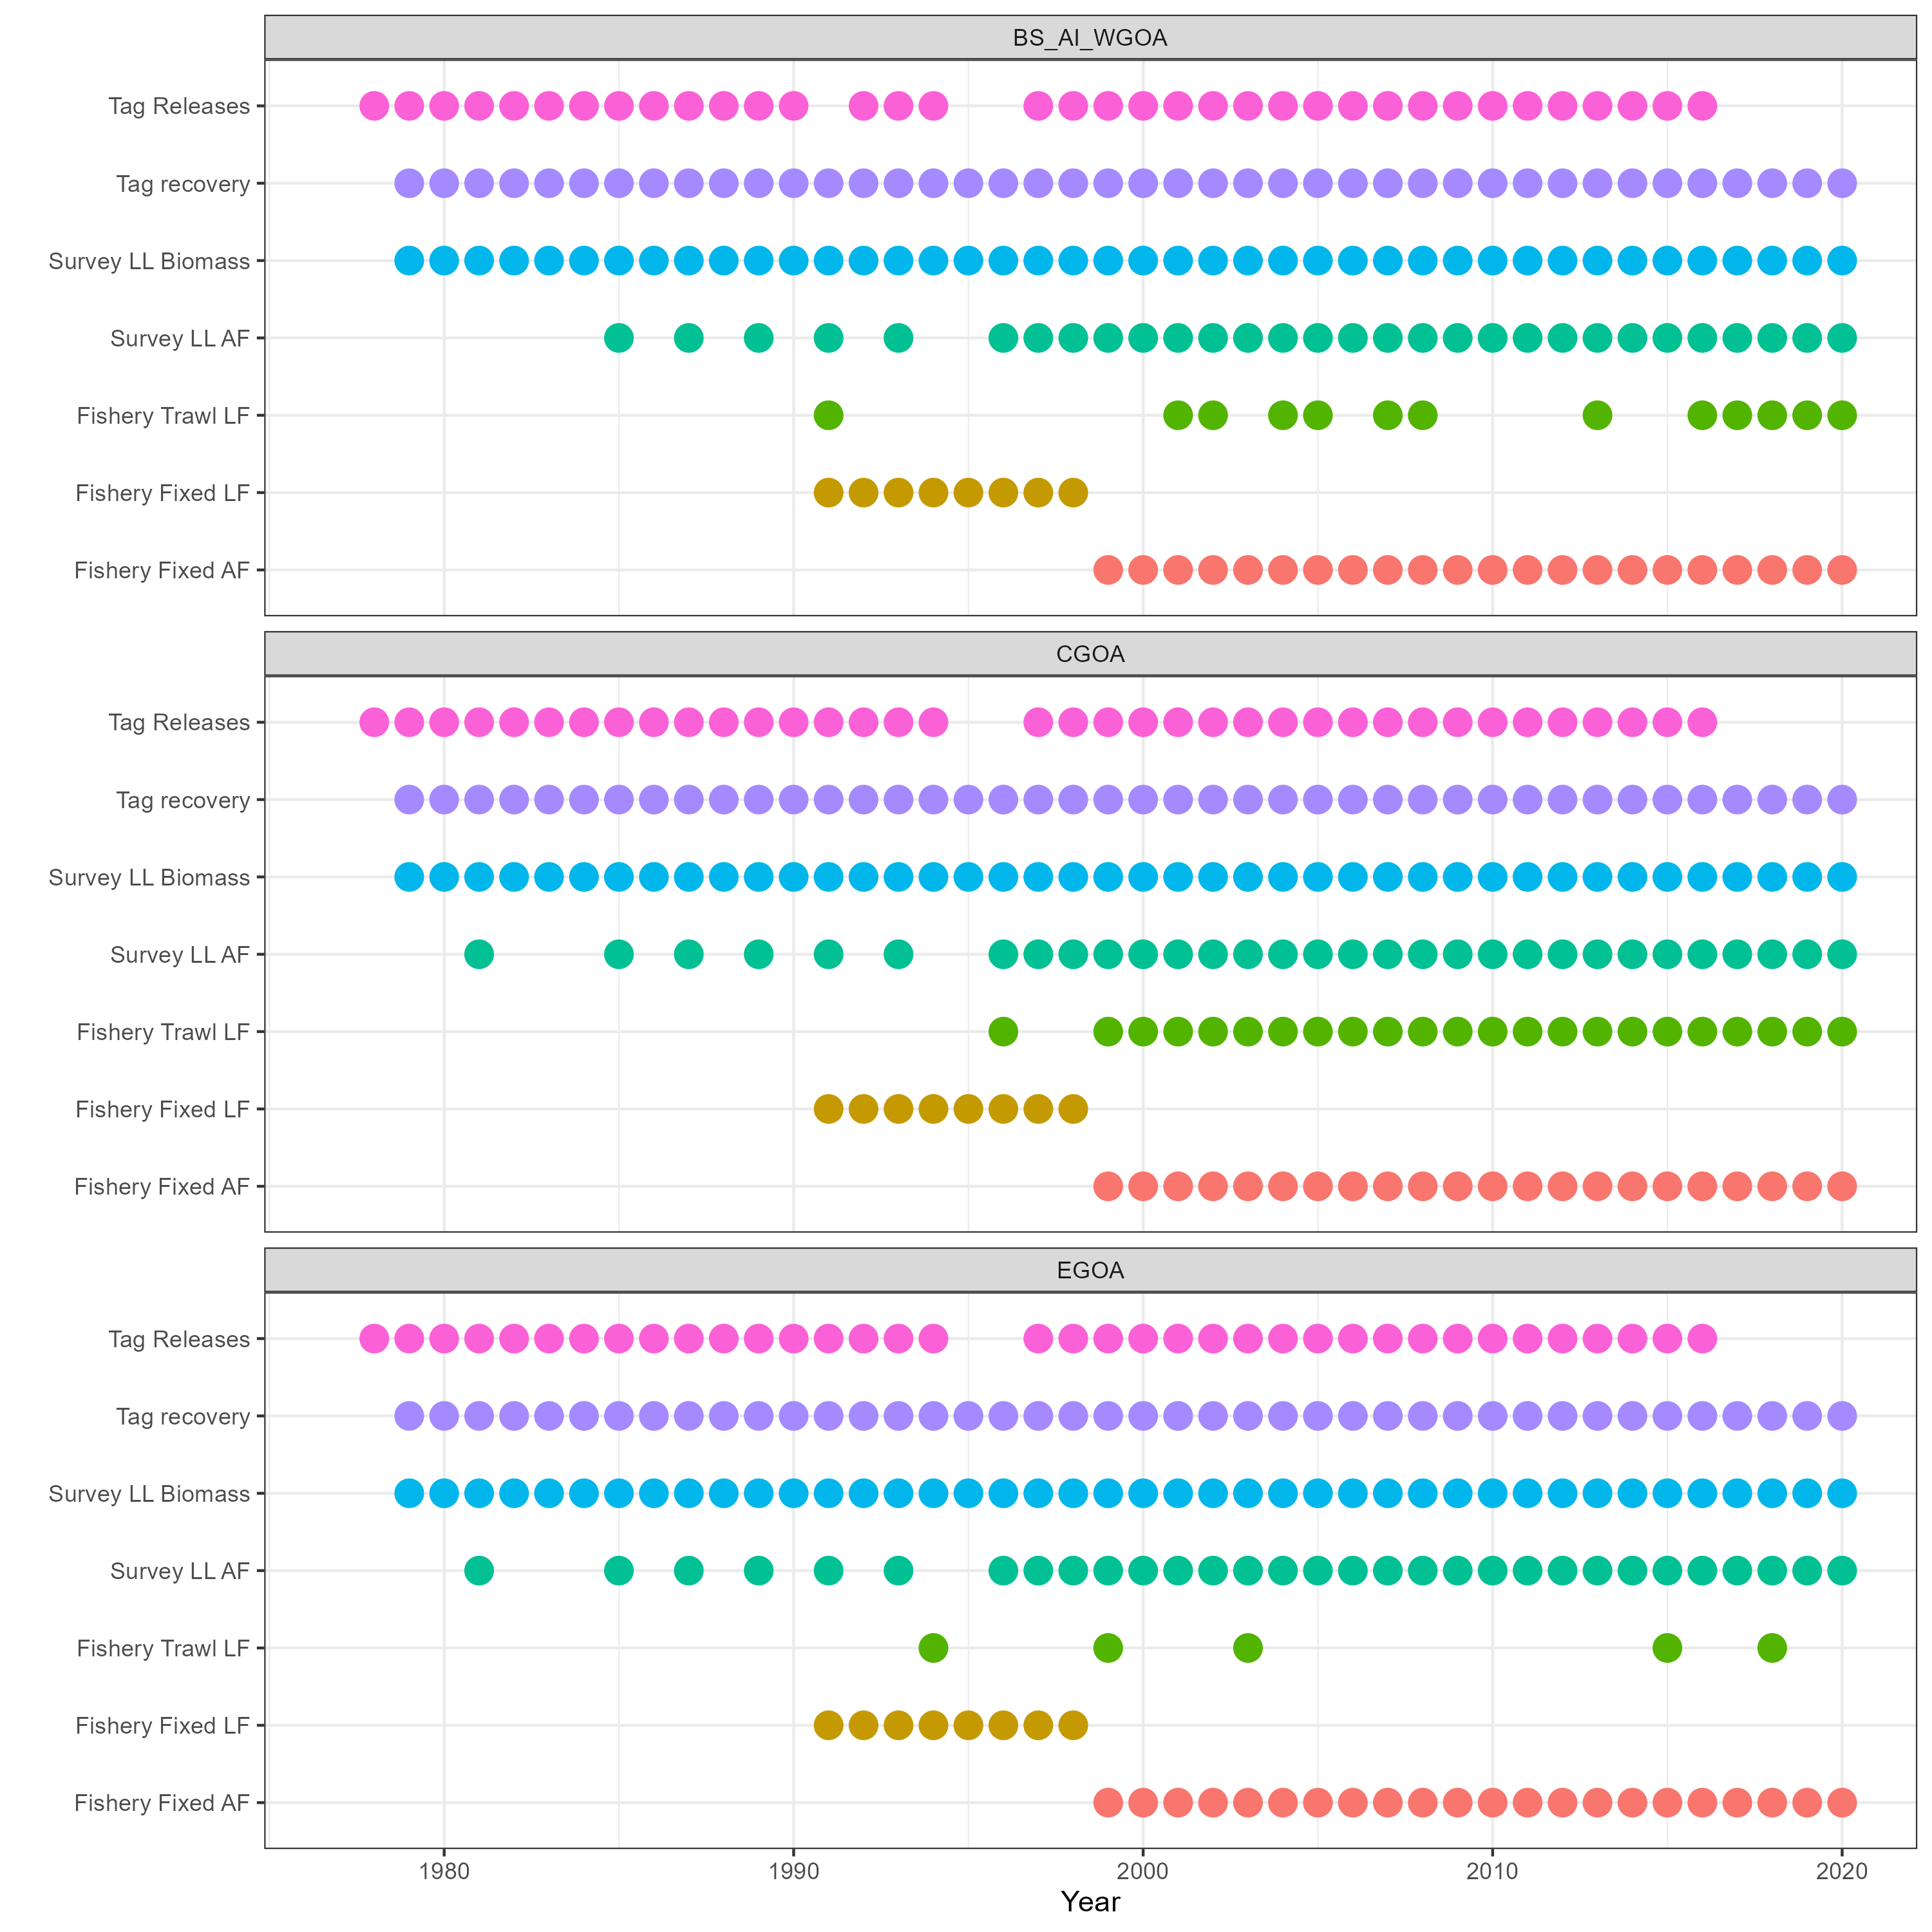 BS_AI_WGOA
Tag Releases
Tag recovery
Survey LL Biomass
Survey LL AF
Fishery Trawl LF
Fishery Fixed LF
Fishery Fixed AF
CGOA
Tag Releases
Tag recovery
Survey LL Biomass
Survey LL AF
Fishery Trawl LF
Fishery Fixed LF
Fishery Fixed AF
EGOA
Tag Releases
Tag recovery
Survey LL Biomass
Survey LL AF
Fishery Trawl LF
Fishery Fixed LF
Fishery Fixed AF
1980 1990 2000 2010 2020
Year